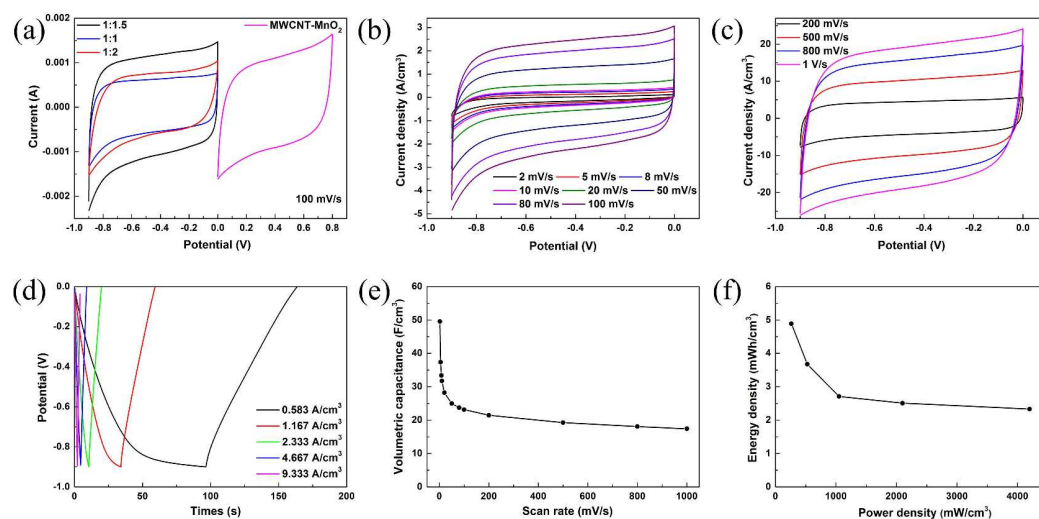 (a)
1:1.5
1:1
1:2
MWCNT-MnO2
100 mV/s
0.002
0.001
0.000
-0.001
-0.002
Current (A)
-1.0 -0.8 -0.6 -0.4 -0.2 0.0 0.2 0.4 0.6 0.8
Potential (V)
(b)
3
2
1
0
-1
-2
-3
-4
-5
Current density (A/cm3)
2 mV/s 5 mV/s 8 mV/s
10 mV/s 20 mV/s 50 mV/s
80 mV/s 100 mV/s
-1.0 -0.8 -0.6 -0.4 -0.2 0.0
Potential (V)
(c)
200 mV/s
500 mV/s
800 mV/s
1 V/s
20
10
0
-10
-20
Current density (A/cm3)
-1.0 -0.8 -0.6 -0.4 -0.2 0.0
Potential (V)
(d)
0.0
-0.2
-0.4
-0.6
-0.8
-1.0
Potential (V)
0.583 A/cm3
1.167 A/cm3
2.333 A/cm3
4.667 A/cm3
9.333 A/cm3
0 50 100 150 200
Times (s)
(e)
60
50
40
30
20
10
0
Volumetric capacitance (F/cm3)
0 200 400 600 800 1000
Scan rate (mV/s)
(f)
6
5
4
3
2
1
0
Energy density (mWh/cm3)
0 1000 2000 3000 4000
Power density (mW/cm3)